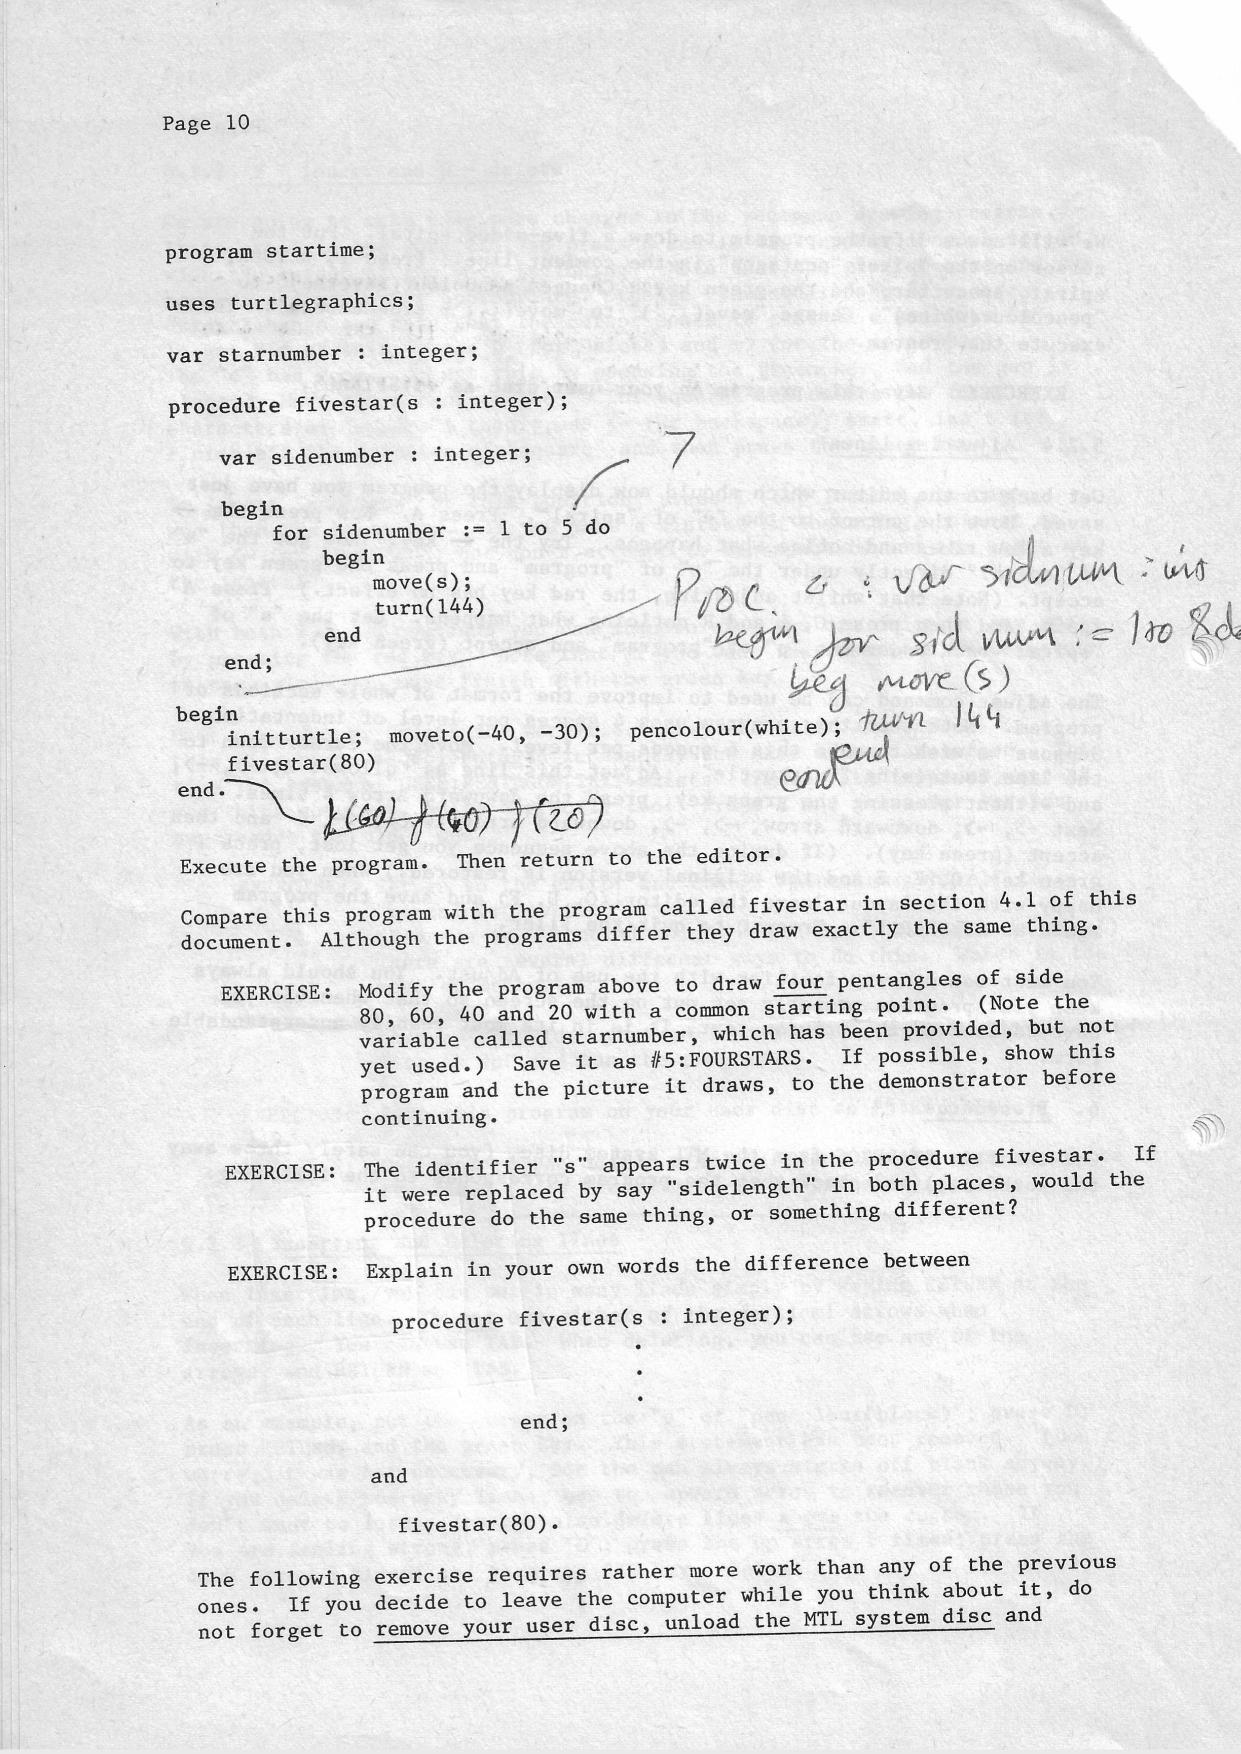 Page 10
program startime;
uses turtlegraphics;
var starnumber : integer;
procedure fivestar(s : integer);
var sidenumber : integer;
7
begin
for sidenumber := 1 to 5 do
begin
move(s);
turn(144)
end
end;
Proc. : var sidnum : int
begin for sid num := 1 to 8 do
beg move(s)
turn 144
end
end
begin
initturtle; moveto(-40, -30); pencolour(white);
fivestar(80)
end.
f(60) f(40) f(20)
Execute the program. Then return to the editor.
Compare this program with the program called fivestar in section 4.1 of this
document. Although the programs differ they draw exactly the same thing.
EXERCISE: Modify the program above to draw four pentangles of side
80, 60, 40 and 20 with a common starting point. (Note the
variable called starnumber, which has been provided, but not
yet used.) Save it as #5:FOURSTARS. If possible, show this
program and the picture it draws, to the demonstrator before
continuing.
EXERCISE: The identifier "s" appears twice in the procedure fivestar. If
it were replaced by say "sidelength" in both places, would the
procedure do the same thing, or something different?
EXERCISE: Explain in your own words the difference between
procedure fivestar(s : integer);
.
.
.
end;
and
fivestar(80).
The following exercise requires rather more work than any of the previous
ones. If you decide to leave the computer while you think about it, do
not forget to remove your user disc, unload the MTL system disc and